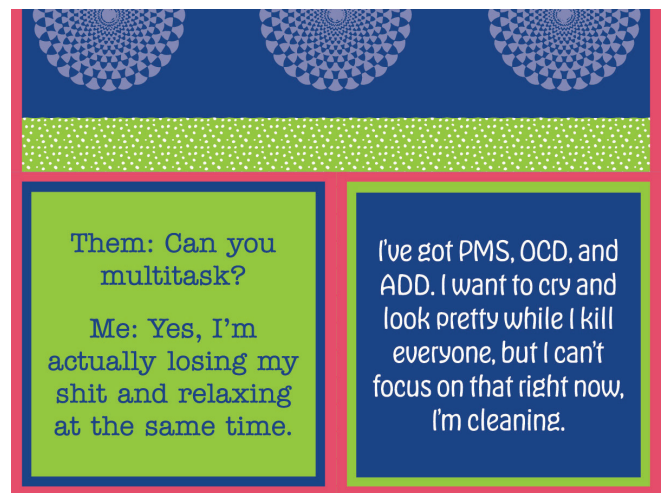 Them: Can you
multitask?
Me: Yes, I'm
actually losing my
shit and relaxing
at the same time.
I've got PMS, OCD, and
ADD. I want to cry and
look pretty while I kill
everyone, but I can't
focus on that right now,
I'm cleaning.